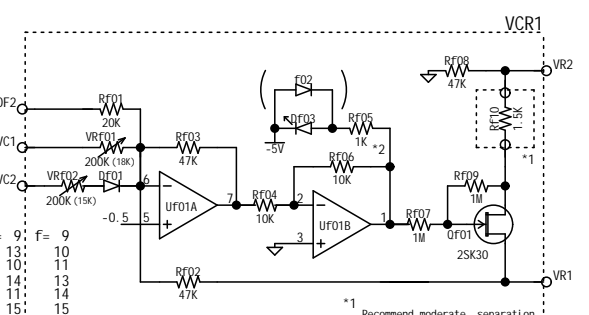 VCR1
Rf08
47K
VR2
f02
Rf10
1.5K
*1
OF2
Rf01
20K
Df03
Rf05
-5V
1K
*2
VC1
VRf01
200K (18K)
Rf03
47K
Rf06
10K
VC2
VRf02
200K (15K)
Df01
6
7
Rf04
10K
2
1
Rf07
1M
Rf09
1M
-0.5
5
Uf01A
3
Uf01B
Qf01
2SK30
Rf02
47K
VR1
= 9 f= 9
13 10
10 11
14 13
11 14
15 15
*1
Recommend moderate separation